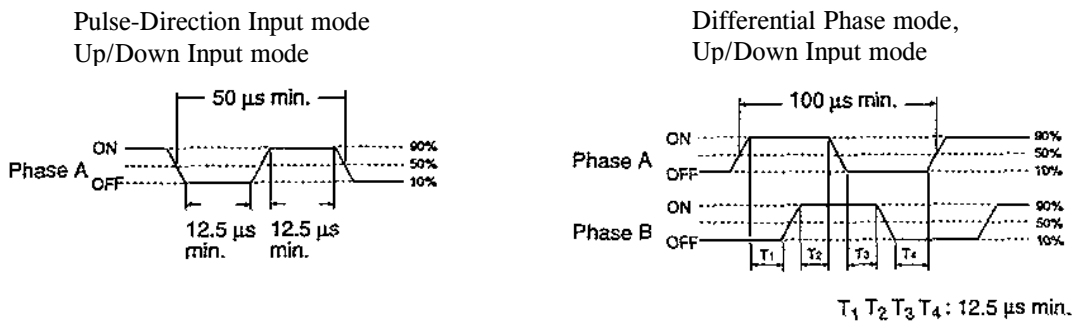 Pulse-Direction Input mode
Up/Down Input mode
50 µs min.
ON
90%
Phase A
50%
OFF
10%
12.5 µs min.
12.5 µs min.
Differential Phase mode,
Up/Down Input mode
100 µs min.
ON
90%
Phase A
50%
OFF
10%
ON
90%
Phase B
50%
OFF
10%
T1 T2 T3 T4
T1 T2 T3 T4 : 12.5 µs min.